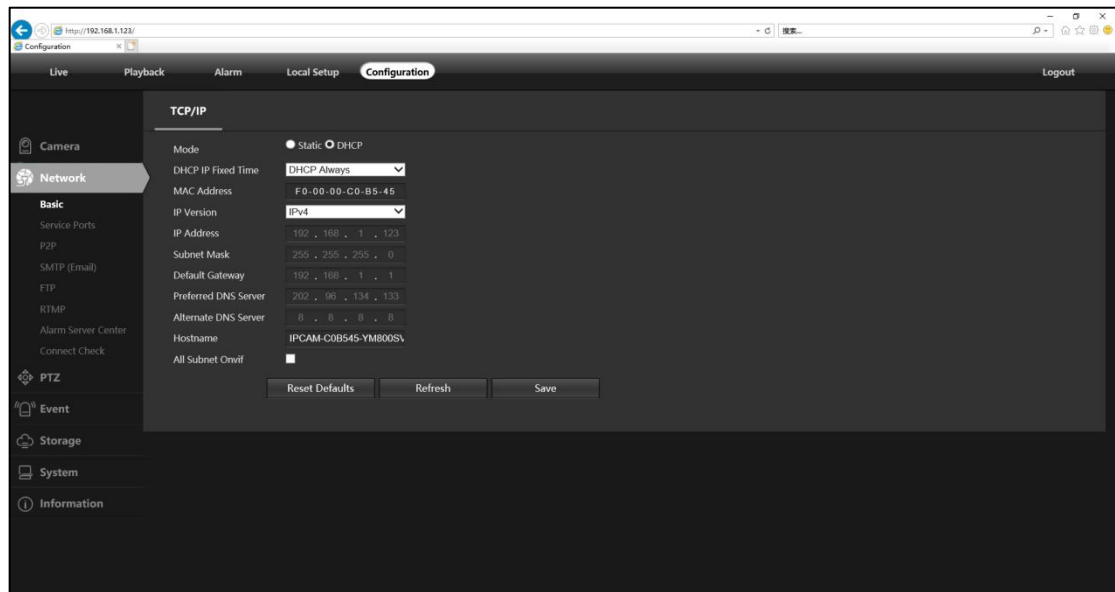 http://192.168.1.123/
搜索...
Configuration
Live Playback Alarm Local Setup Configuration Logout
TCP/IP
Camera
Network
Basic
Service Ports
P2P
SMTP (Email)
FTP
RTMP
Alarm Server Center
Connect Check
PTZ
Event
Storage
System
Information
Mode Static DHCP
DHCP IP Fixed Time DHCP Always
MAC Address F0-00-00-C0-B5-45
IP Version IPv4
IP Address 192 . 168 . 1 . 123
Subnet Mask 255 . 255 . 255 . 0
Default Gateway 192 . 168 . 1 . 1
Preferred DNS Server 202 . 96 . 134 . 133
Alternate DNS Server 8 . 8 . 8 . 8
Hostname IPCAM-C0B545-YM800SV
All Subnet Onvif
Reset Defaults Refresh Save